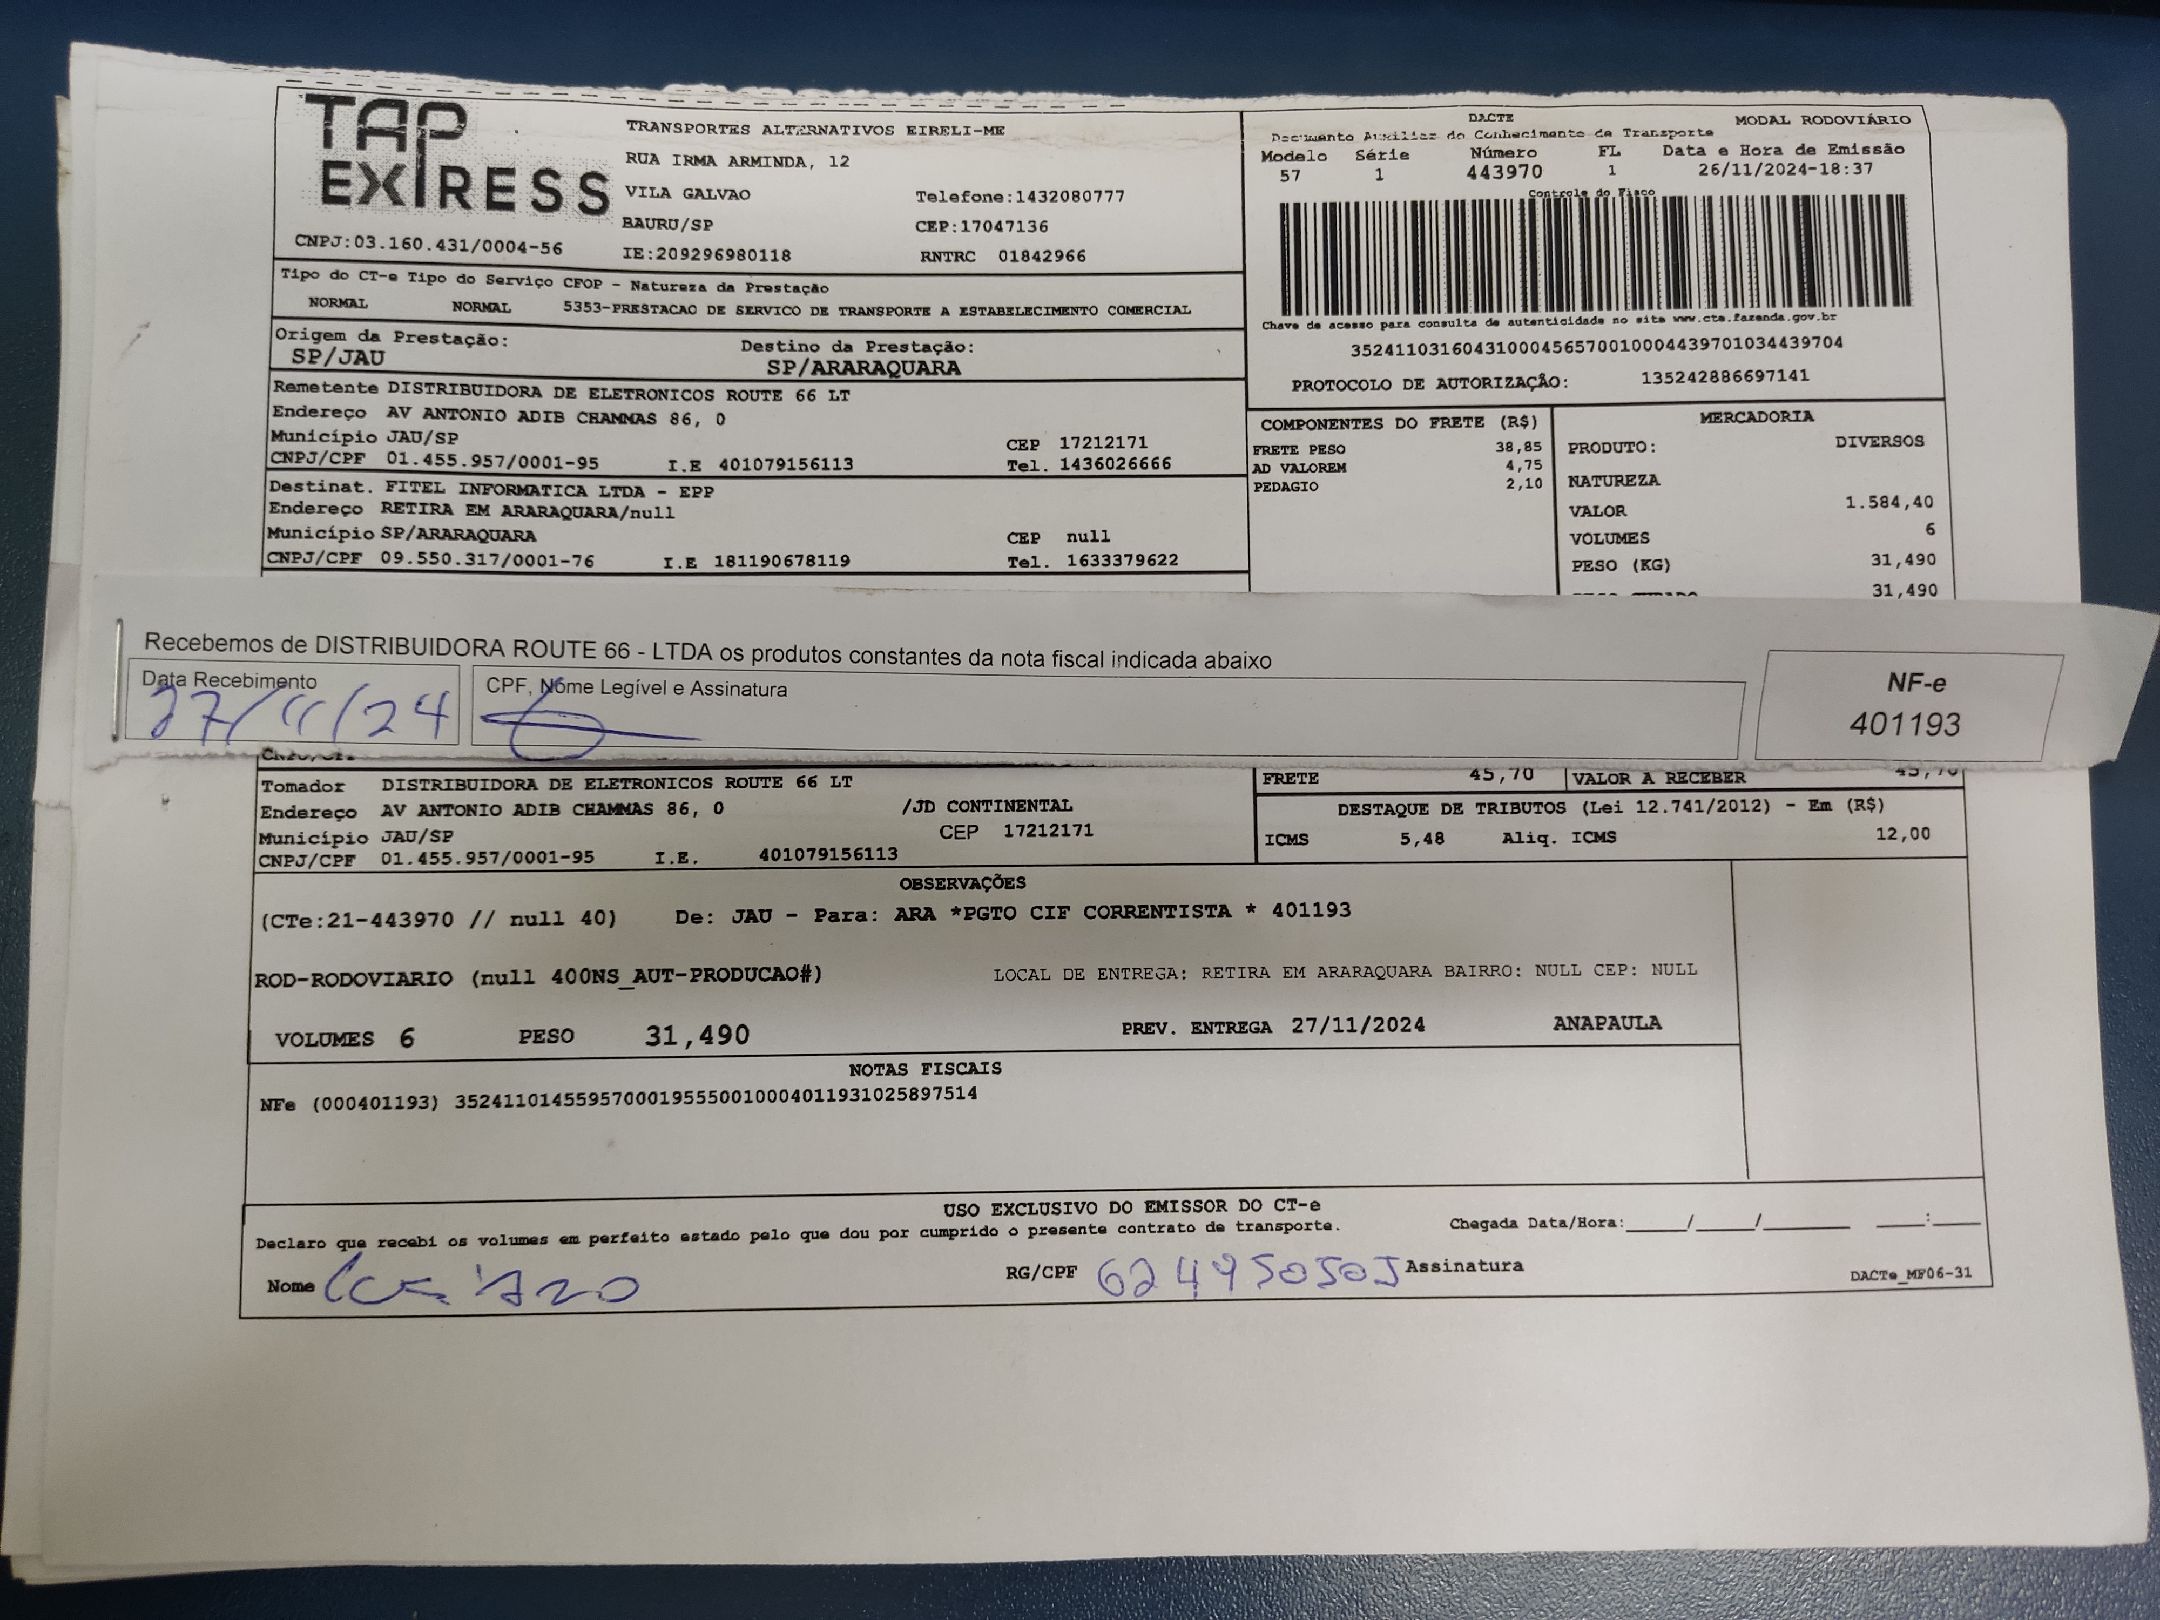 TAP EXPRESS
TRANSPORTES ALTERNATIVOS EIRELI-ME
RUA IRMA ARMINDA, 12
VILA GALVAO Telefone:1432080777
BAURU/SP CEP:17047136
CNPJ:03.160.431/0004-56 IE:209296980118 RNTRC 01842966
DACTE MODAL RODOVIÁRIO
Documento Auxiliar do Conhecimento de Transporte
Modelo Série Número FL Data e Hora de Emissão
57 1 443970 1 26/11/2024-18:37
Controle do Fisco
Chave de acesso para consulta de autenticidade no site www.cte.fazenda.gov.br
35241103160431000456570010004439701034439704
PROTOCOLO DE AUTORIZAÇÃO: 135242886697141
Tipo do CT-e Tipo do Serviço CFOP - Natureza da Prestação
NORMAL NORMAL 5353-PRESTACAO DE SERVICO DE TRANSPORTE A ESTABELECIMENTO COMERCIAL
Origem da Prestação: Destino da Prestação:
SP/JAU SP/ARARAQUARA
Remetente DISTRIBUIDORA DE ELETRONICOS ROUTE 66 LT
Endereço AV ANTONIO ADIB CHAMMAS 86, 0
Município JAU/SP CEP 17212171
CNPJ/CPF 01.455.957/0001-95 I.E 401079156113 Tel. 1436026666
Destinat. FITEL INFORMATICA LTDA - EPP
Endereço RETIRA EM ARARAQUARA/null
Município SP/ARARAQUARA CEP null
CNPJ/CPF 09.550.317/0001-76 I.E 181190678119 Tel. 1633379622
COMPONENTES DO FRETE (R$)
FRETE PESO 38,85
AD VALOREM 4,75
PEDAGIO 2,10
MERCADORIA
PRODUTO: DIVERSOS
NATUREZA
VALOR 1.584,40
VOLUMES 6
PESO (KG) 31,490
31,490
Recebemos de DISTRIBUIDORA ROUTE 66 - LTDA os produtos constantes da nota fiscal indicada abaixo
Data Recebimento CPF, Nome Legível e Assinatura
27/11/24
NF-e
401193
Tomador DISTRIBUIDORA DE ELETRONICOS ROUTE 66 LT
Endereço AV ANTONIO ADIB CHAMMAS 86, 0 /JD CONTINENTAL
Município JAU/SP CEP 17212171
CNPJ/CPF 01.455.957/0001-95 I.E. 401079156113
FRETE 45,70 VALOR A RECEBER 45,70
DESTAQUE DE TRIBUTOS (Lei 12.741/2012) - Em (R$)
ICMS 5,48 Aliq. ICMS 12,00
OBSERVAÇÕES
(CTe:21-443970 // null 40) De: JAU - Para: ARA *PGTO CIF CORRENTISTA * 401193
ROD-RODOVIARIO (null 400NS_AUT-PRODUCAO#) LOCAL DE ENTREGA: RETIRA EM ARARAQUARA BAIRRO: NULL CEP: NULL
VOLUMES 6 PESO 31,490 PREV. ENTREGA 27/11/2024 ANAPAULA
NOTAS FISCAIS
NFe (000401193) 35241101455957000195550010004011931025897514
USO EXCLUSIVO DO EMISSOR DO CT-e
Declaro que recebi os volumes em perfeito estado pelo que dou por cumprido o presente contrato de transporte. Chegada Data/Hora:_____/_____/_______ ____:____
Nome RG/CPF 624950505 Assinatura DACTe_MF06-31